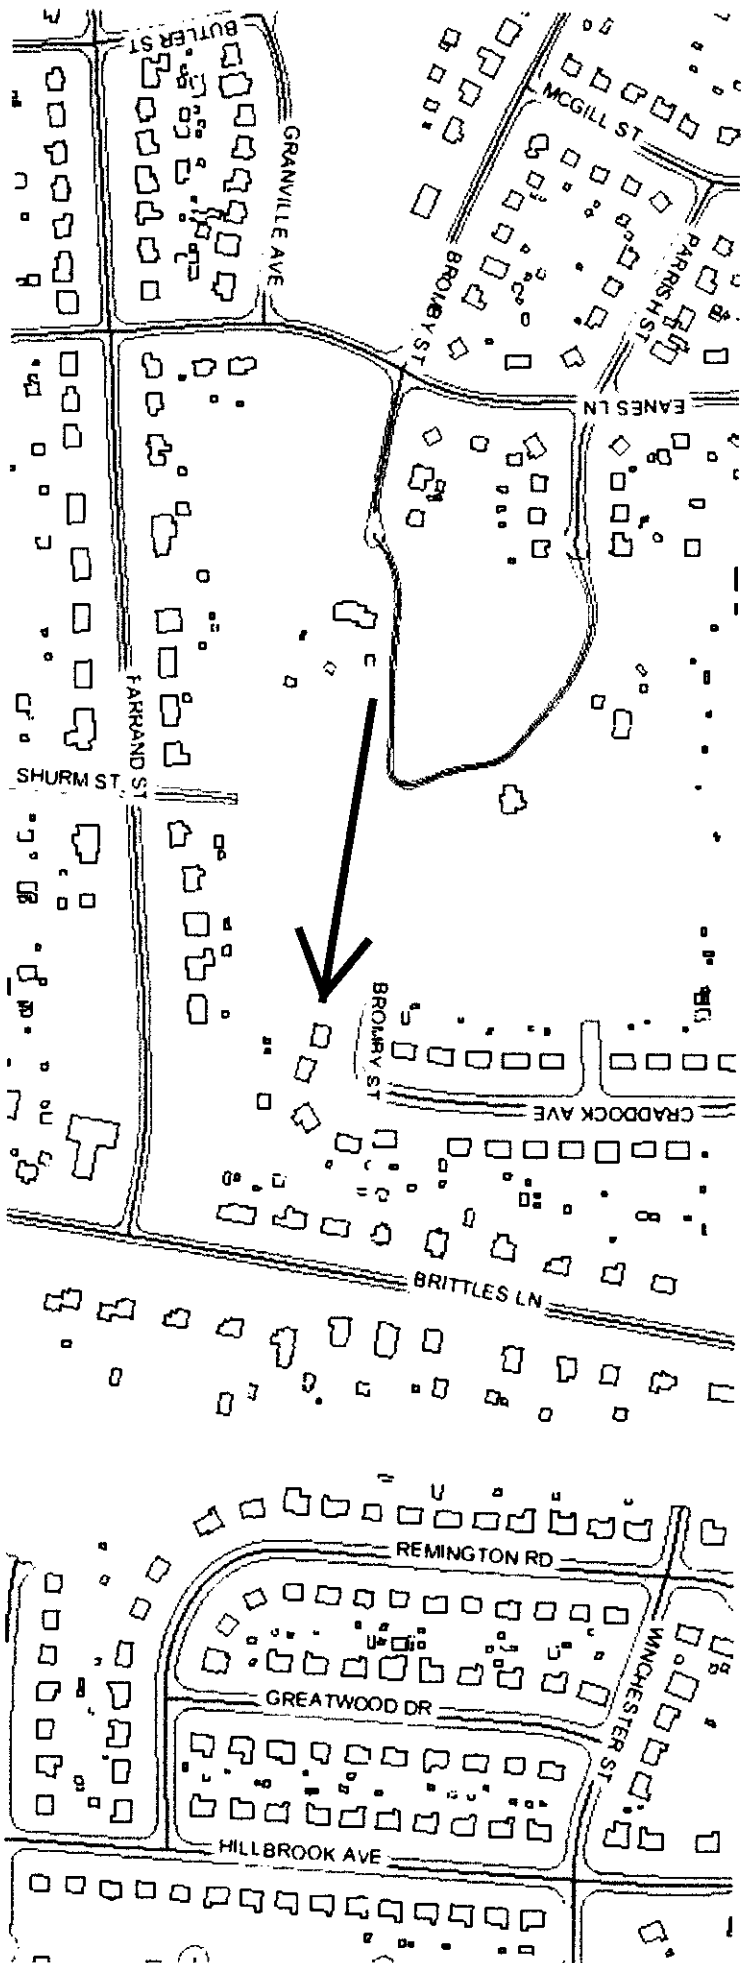 BUTLER ST
GRANVILLE AVE
MCGILL ST
BROMBY ST
PARRISH ST
EANES LN
FARRAND ST
SHURM ST
BROMBY ST
CRADDOCK AVE
BRITTLES LN
REMINGTON RD
WINCHESTER ST
GREATWOOD DR
HILLBROOK AVE